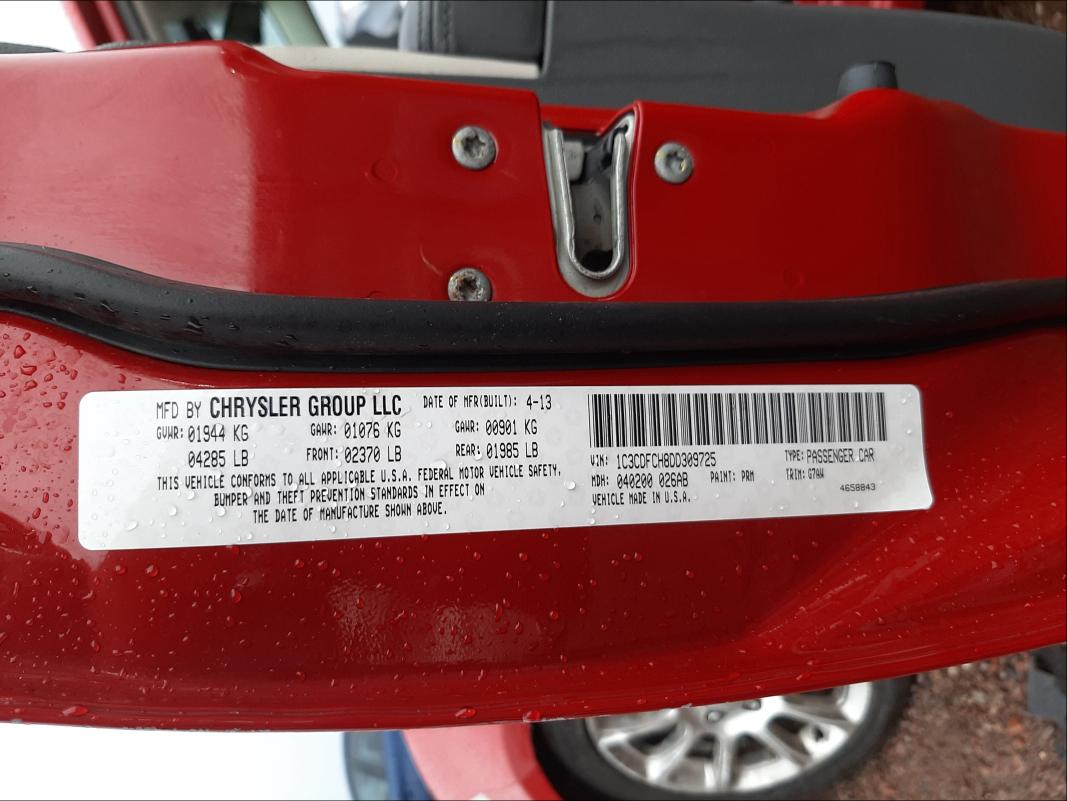 MFD BY CHRYSLER GROUP LLC DATE OF MFR(BUILT): 4-13
GVWR: 01944 KG GAWR: 01076 KG GAWR: 00901 KG
04285 LB FRONT: 02370 LB REAR: 01985 LB
THIS VEHICLE CONFORMS TO ALL APPLICABLE U.S.A. FEDERAL MOTOR VEHICLE SAFETY,
BUMPER AND THEFT PREVENTION STANDARDS IN EFFECT ON
THE DATE OF MANUFACTURE SHOWN ABOVE.
VIN: 1C3CDFCH8DD309725 TYPE: PASSENGER CAR
MDH: 040200 026AB PAINT: PRM TRIM: G7AW
VEHICLE MADE IN U.S.A. 4658843